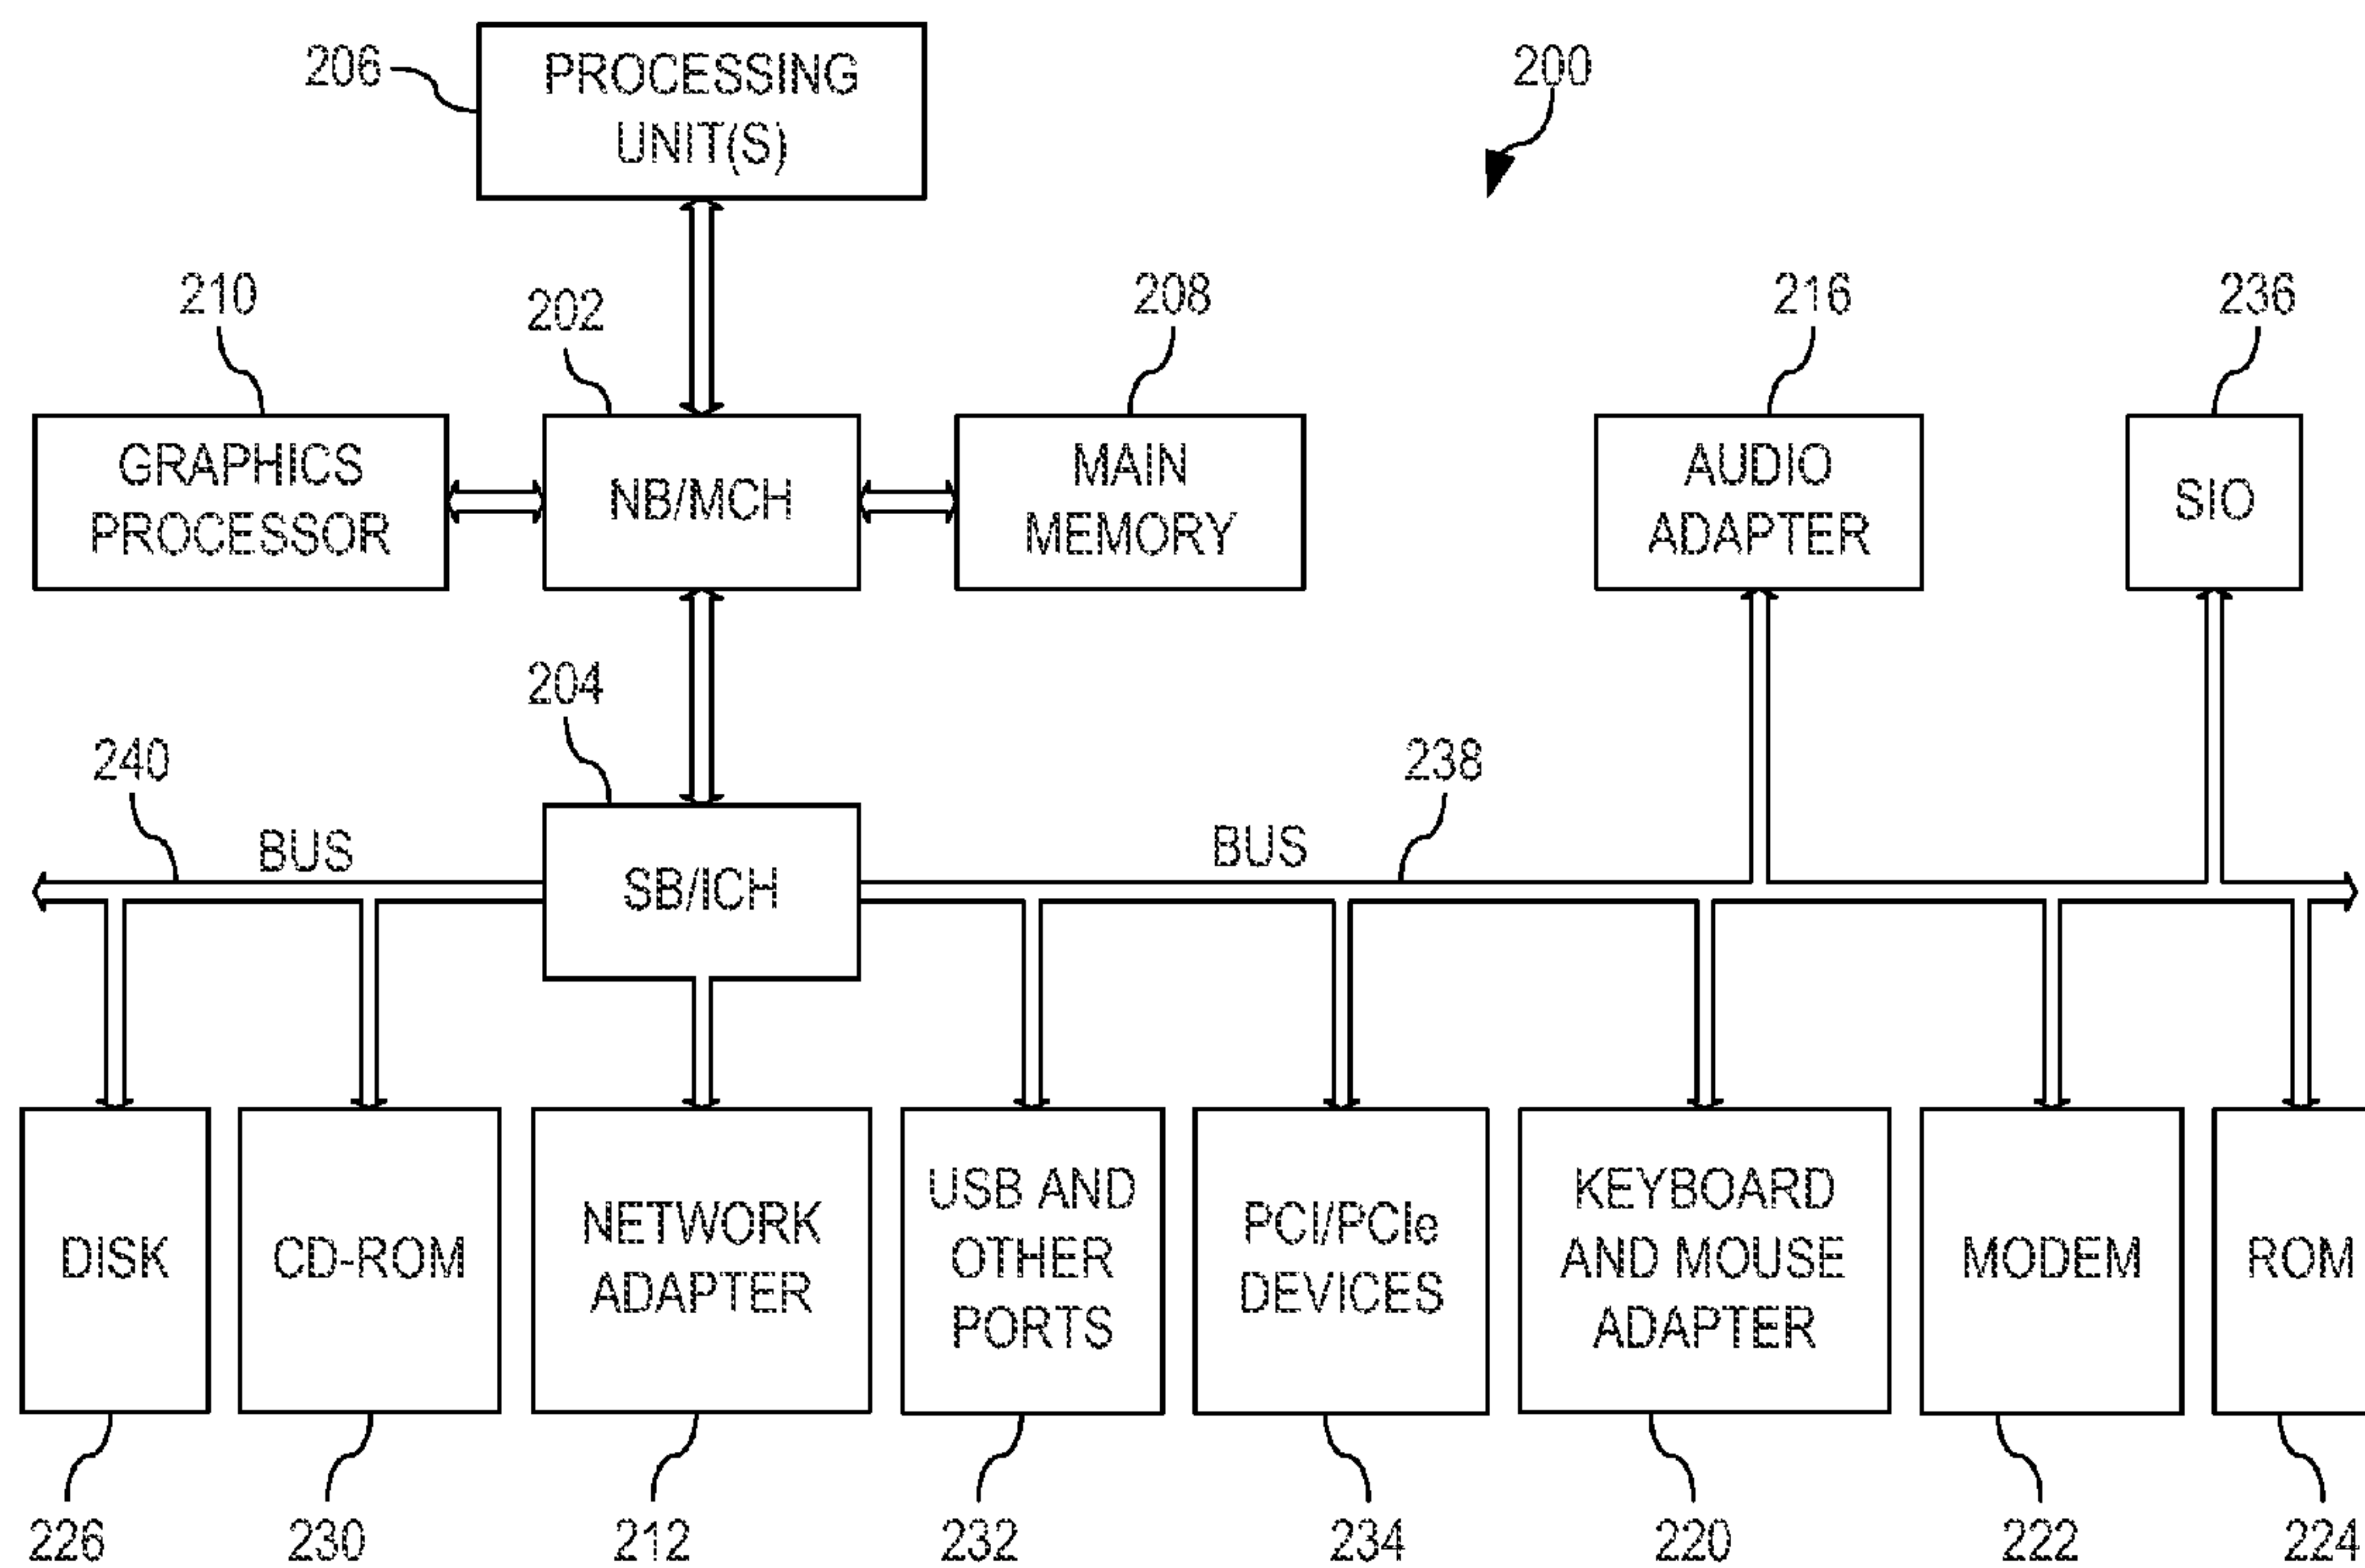 206
PROCESSING
UNIT(S)
200
210
202
208
216
236
GRAPHICS
PROCESSOR
NB/MCH
MAIN
MEMORY
AUDIO
ADAPTER
SIO
204
240
238
BUS
BUS
SB/ICH
DISK
CD-ROM
NETWORK
ADAPTER
USB AND
OTHER
PORTS
PCI/PCIe
DEVICES
KEYBOARD
AND MOUSE
ADAPTER
MODEM
ROM
226
230
212
232
234
220
222
224